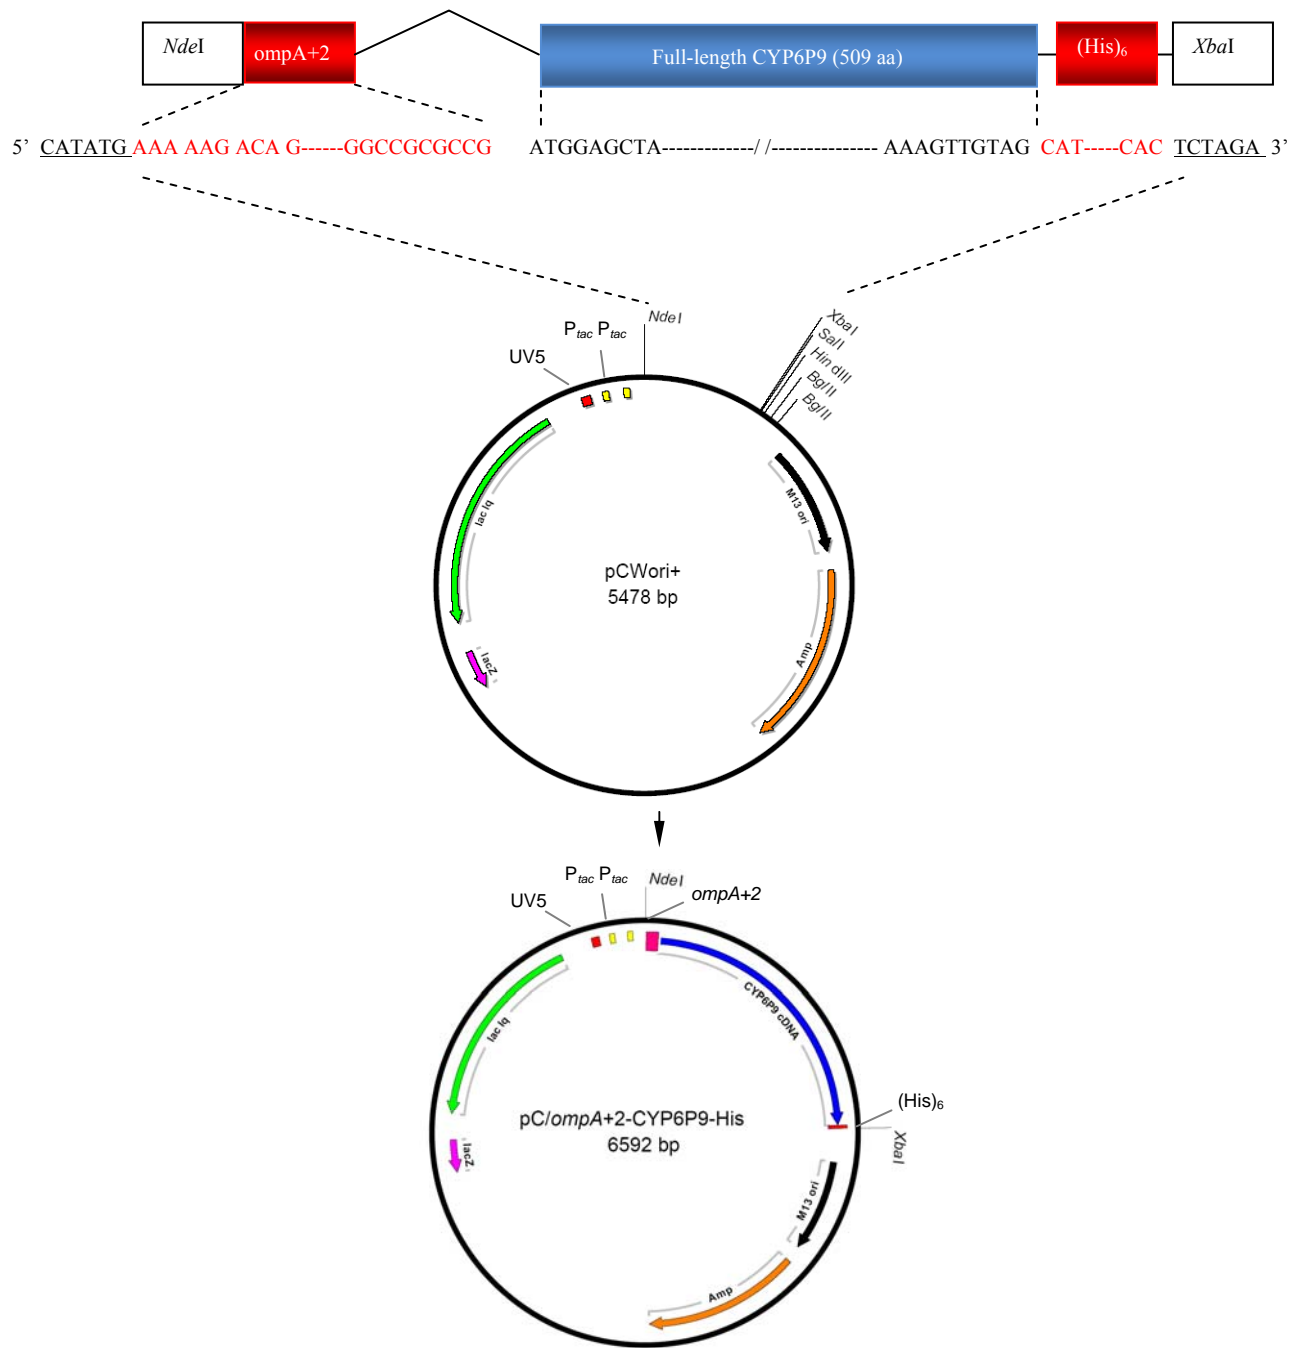 NdeI
ompA+2
Full-length CYP6P9 (509 aa)
(His)6
XbaI
5’ CATATG AAA AAG ACA G------GGCCGCGCCG ATGGAGCTA------------/ /-------------- AAAGTTGTAG CAT-----CAC TCTAGA 3’
UV5
Ptac Ptac
NdeI
XbaI
SalI
Hin dIII
BglII
BglII
lac Iq
lacZ
M13 ori
Amp
pCWori+
5478 bp
UV5
Ptac Ptac
NdeI
ompA+2
CYP6P9 cDNA
(His)6
XbaI
lac Iq
lacZ
M13 ori
Amp
pC/ompA+2-CYP6P9-His
6592 bp